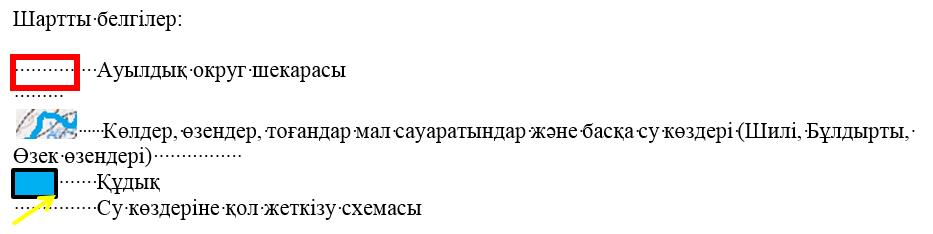 Шартты белгілер:
Ауылдық округ шекарасы
Көлдер, өзендер, тоғандар мал сауаратындар және басқа су көздері (Шилі, Бұлдырты,
Өзек өзендері)
Құдық
Су көздеріне қол жеткізу схемасы